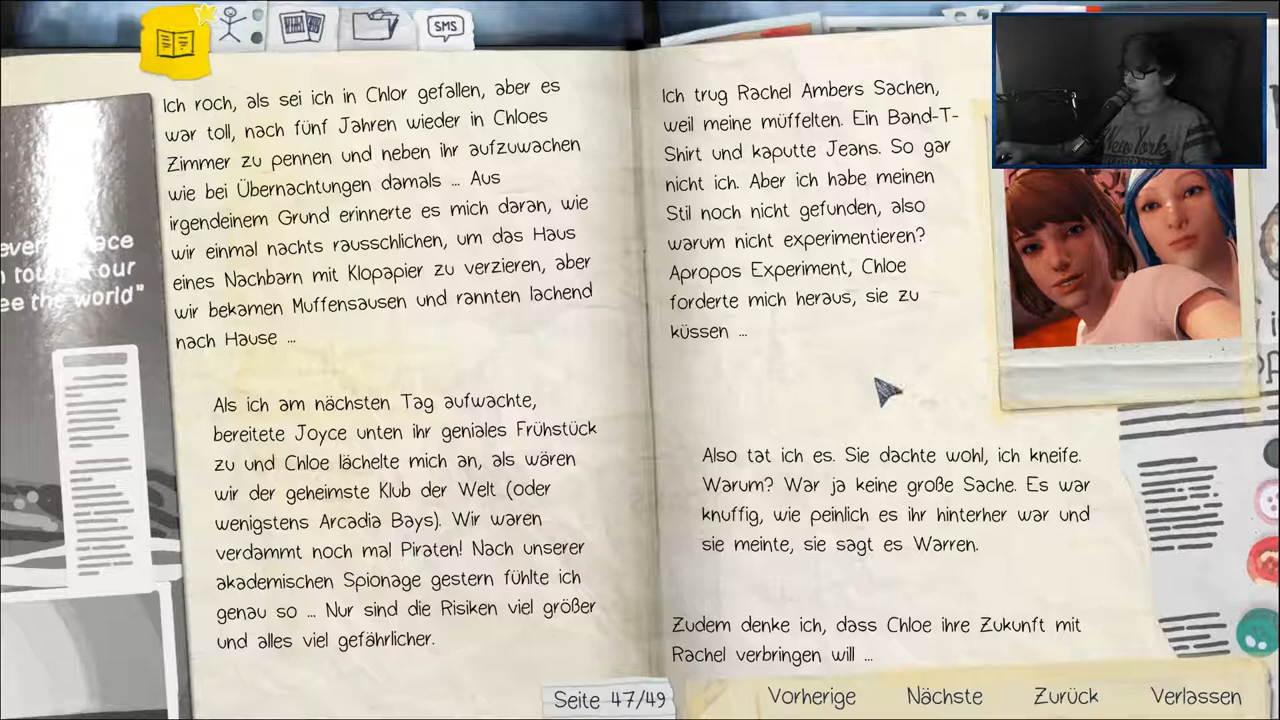 SMS
Ich roch, als sei ich in Chlor gefallen, aber es
war toll, nach fünf Jahren wieder in Chloes
Zimmer zu pennen und neben ihr aufzuwachen
wie bei Übernachtungen damals ... Aus
irgendeinem Grund erinnerte es mich daran, wie
wir einmal nachts rausschlichen, um das Haus
eines Nachbarn mit Klopapier zu verzieren, aber
wir bekamen Muffensausen und rannten lachend
nach Hause ...
Als ich am nächsten Tag aufwachte,
bereitete Joyce unten ihr geniales Frühstück
zu und Chloe lächelte mich an, als wären
wir der geheimste Klub der Welt (oder
wenigstens Arcadia Bays). Wir waren
verdammt noch mal Piraten! Nach unserer
akademischen Spionage gestern fühlte ich
genau so ... Nur sind die Risiken viel größer
und alles viel gefährlicher.
Ich trug Rachel Ambers Sachen,
weil meine müffelten. Ein Band-T-
Shirt und kaputte Jeans. So gar
nicht ich. Aber ich habe meinen
Stil noch nicht gefunden, also
warum nicht experimentieren?
Apropos Experiment, Chloe
forderte mich heraus, sie zu
küssen ...
Also tat ich es. Sie dachte wohl, ich kneife.
Warum? War ja keine große Sache. Es war
knuffig, wie peinlich es ihr hinterher war und
sie meinte, sie sagt es Warren.
Zudem denke ich, dass Chloe ihre Zukunft mit
Rachel verbringen will ...
our
the world"
New York
Seite 47/49
Vorherige
Nächste
Zurück
Verlassen